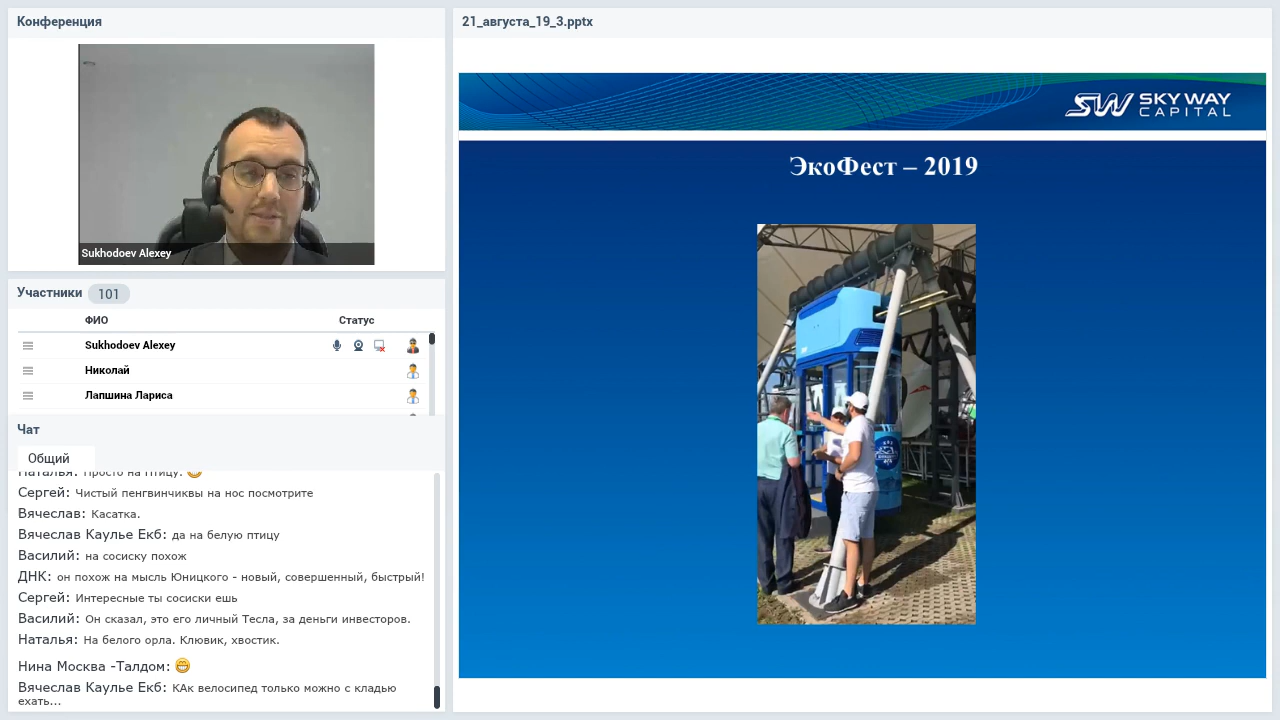 Конференция
Sukhodoev Alexey
Участники 101
ФИО Статус
Sukhodoev Alexey
Николай
Лапшина Лариса
Чат
Общий
Наталья: Просто на Птицу.
Сергей: Чистый пенгвинчиквы на нос посмотрите
Вячеслав: Касатка.
Вячеслав Каулье Екб: да на белую птицу
Василий: на сосиску похож
ДНК: он похож на мысль Юницкого - новый, совершенный, быстрый!
Сергей: Интересные ты сосиски ешь
Василий: Он сказал, это его личный Тесла, за деньги инвесторов.
Наталья: На белого орла. Клювик, хвостик.
Нина Москва -Талдом:
Вячеслав Каулье Екб: КАк велосипед только можно с кладью
ехать...
21_августа_19_3.pptx
SW SKY WAY
CAPITAL
ЭкоФест – 2019